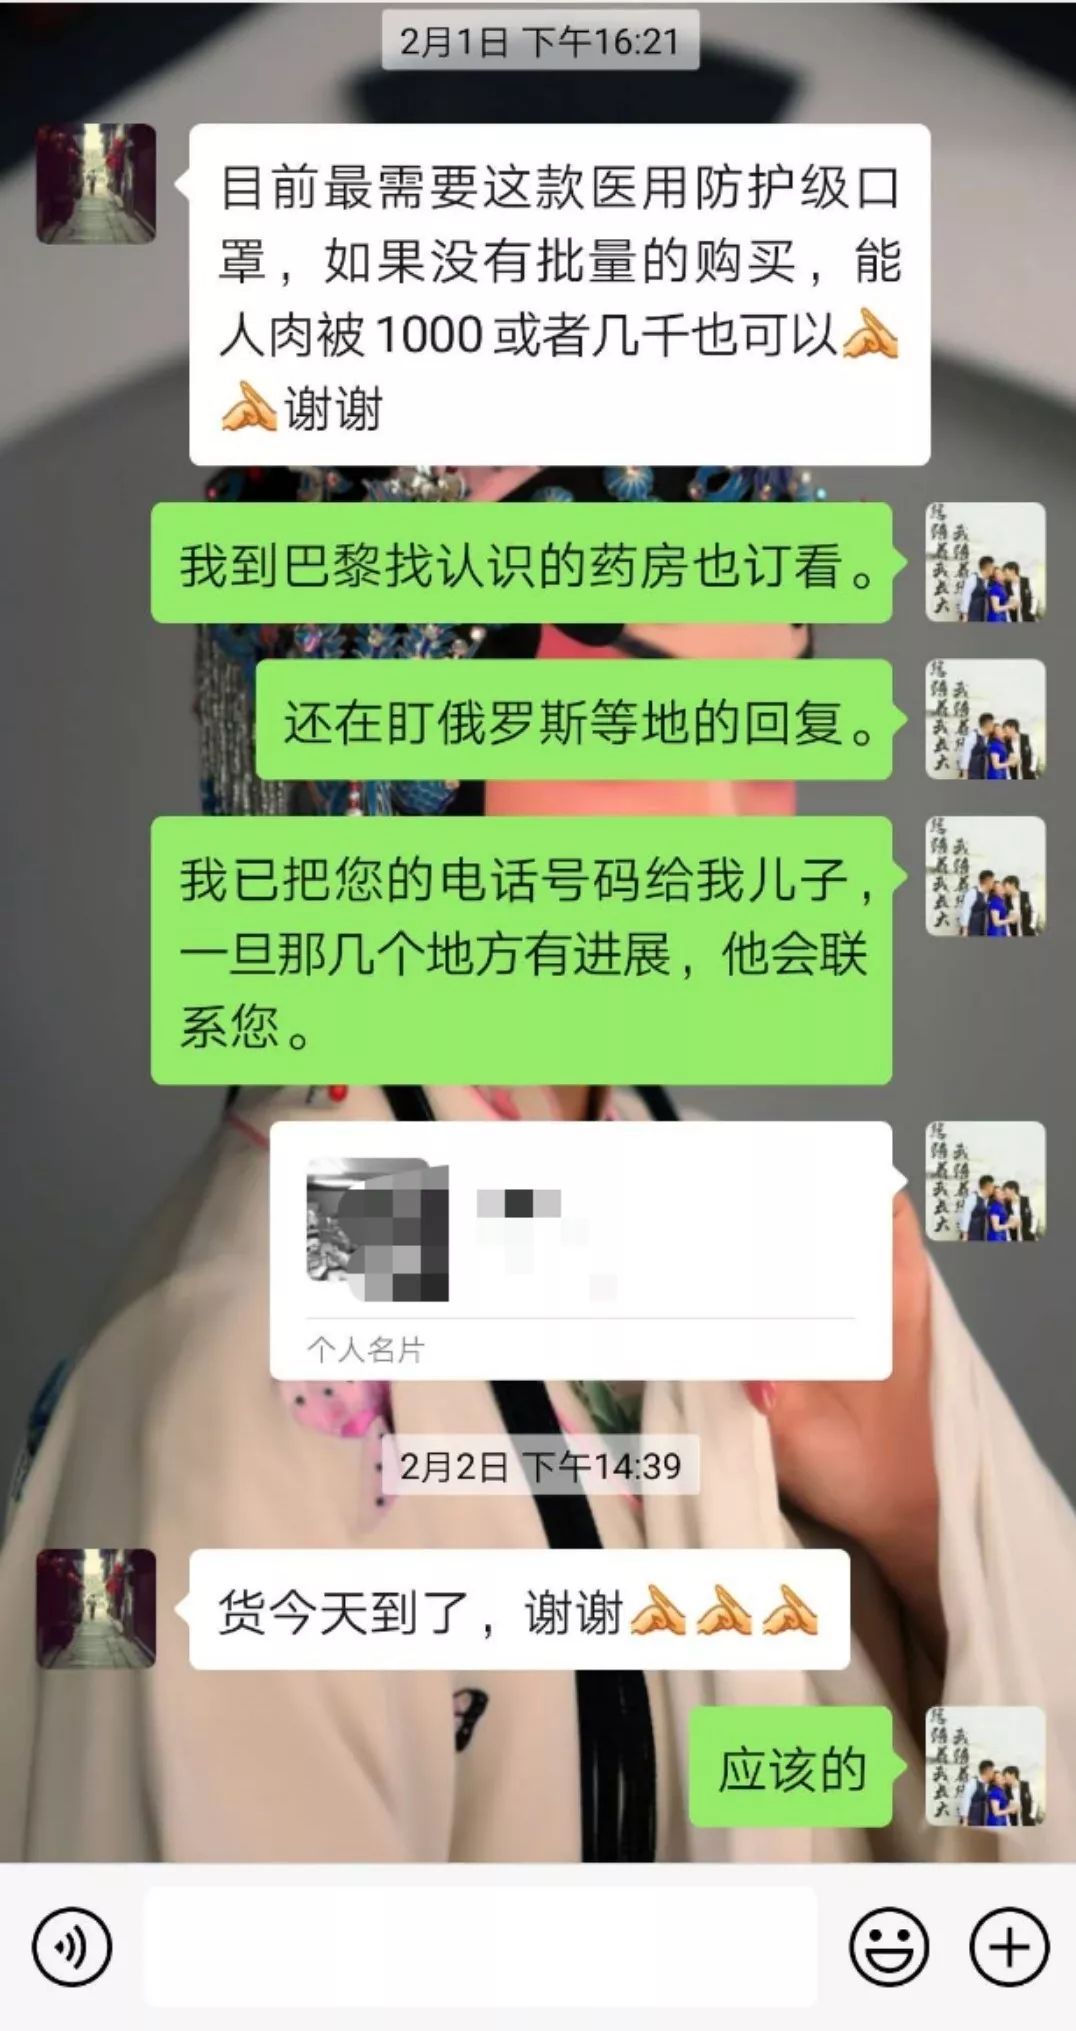 2月1日 下午16:21
目前最需要这款医用防护级口
罩，如果没有批量的购买，能
人肉被1000或者几千也可以
谢谢
我到巴黎找认识的药房也订看。
还在盯俄罗斯等地的回复。
我已把您的电话号码给我儿子，
一旦那几个地方有进展，他会联
系您。
个人名片
2月2日 下午14:39
货今天到了，谢谢
应该的